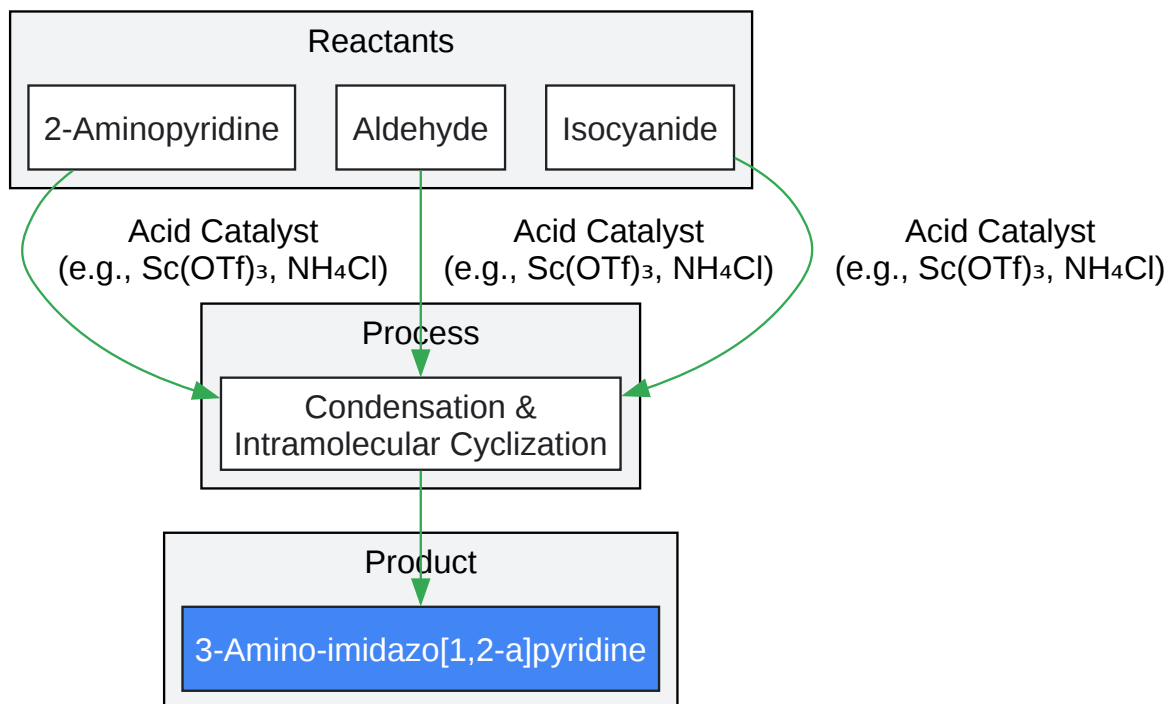 Reactants
2-Aminopyridine
Aldehyde
Isocyanide
Acid Catalyst
(e.g., Sc(OTf)₃, NH₄Cl)
Acid Catalyst
(e.g., Sc(OTf)₃, NH₄Cl)
Acid Catalyst
(e.g., Sc(OTf)₃, NH₄Cl)
Process
Condensation &
Intramolecular Cyclization
Product
3-Amino-imidazo[1,2-a]pyridine